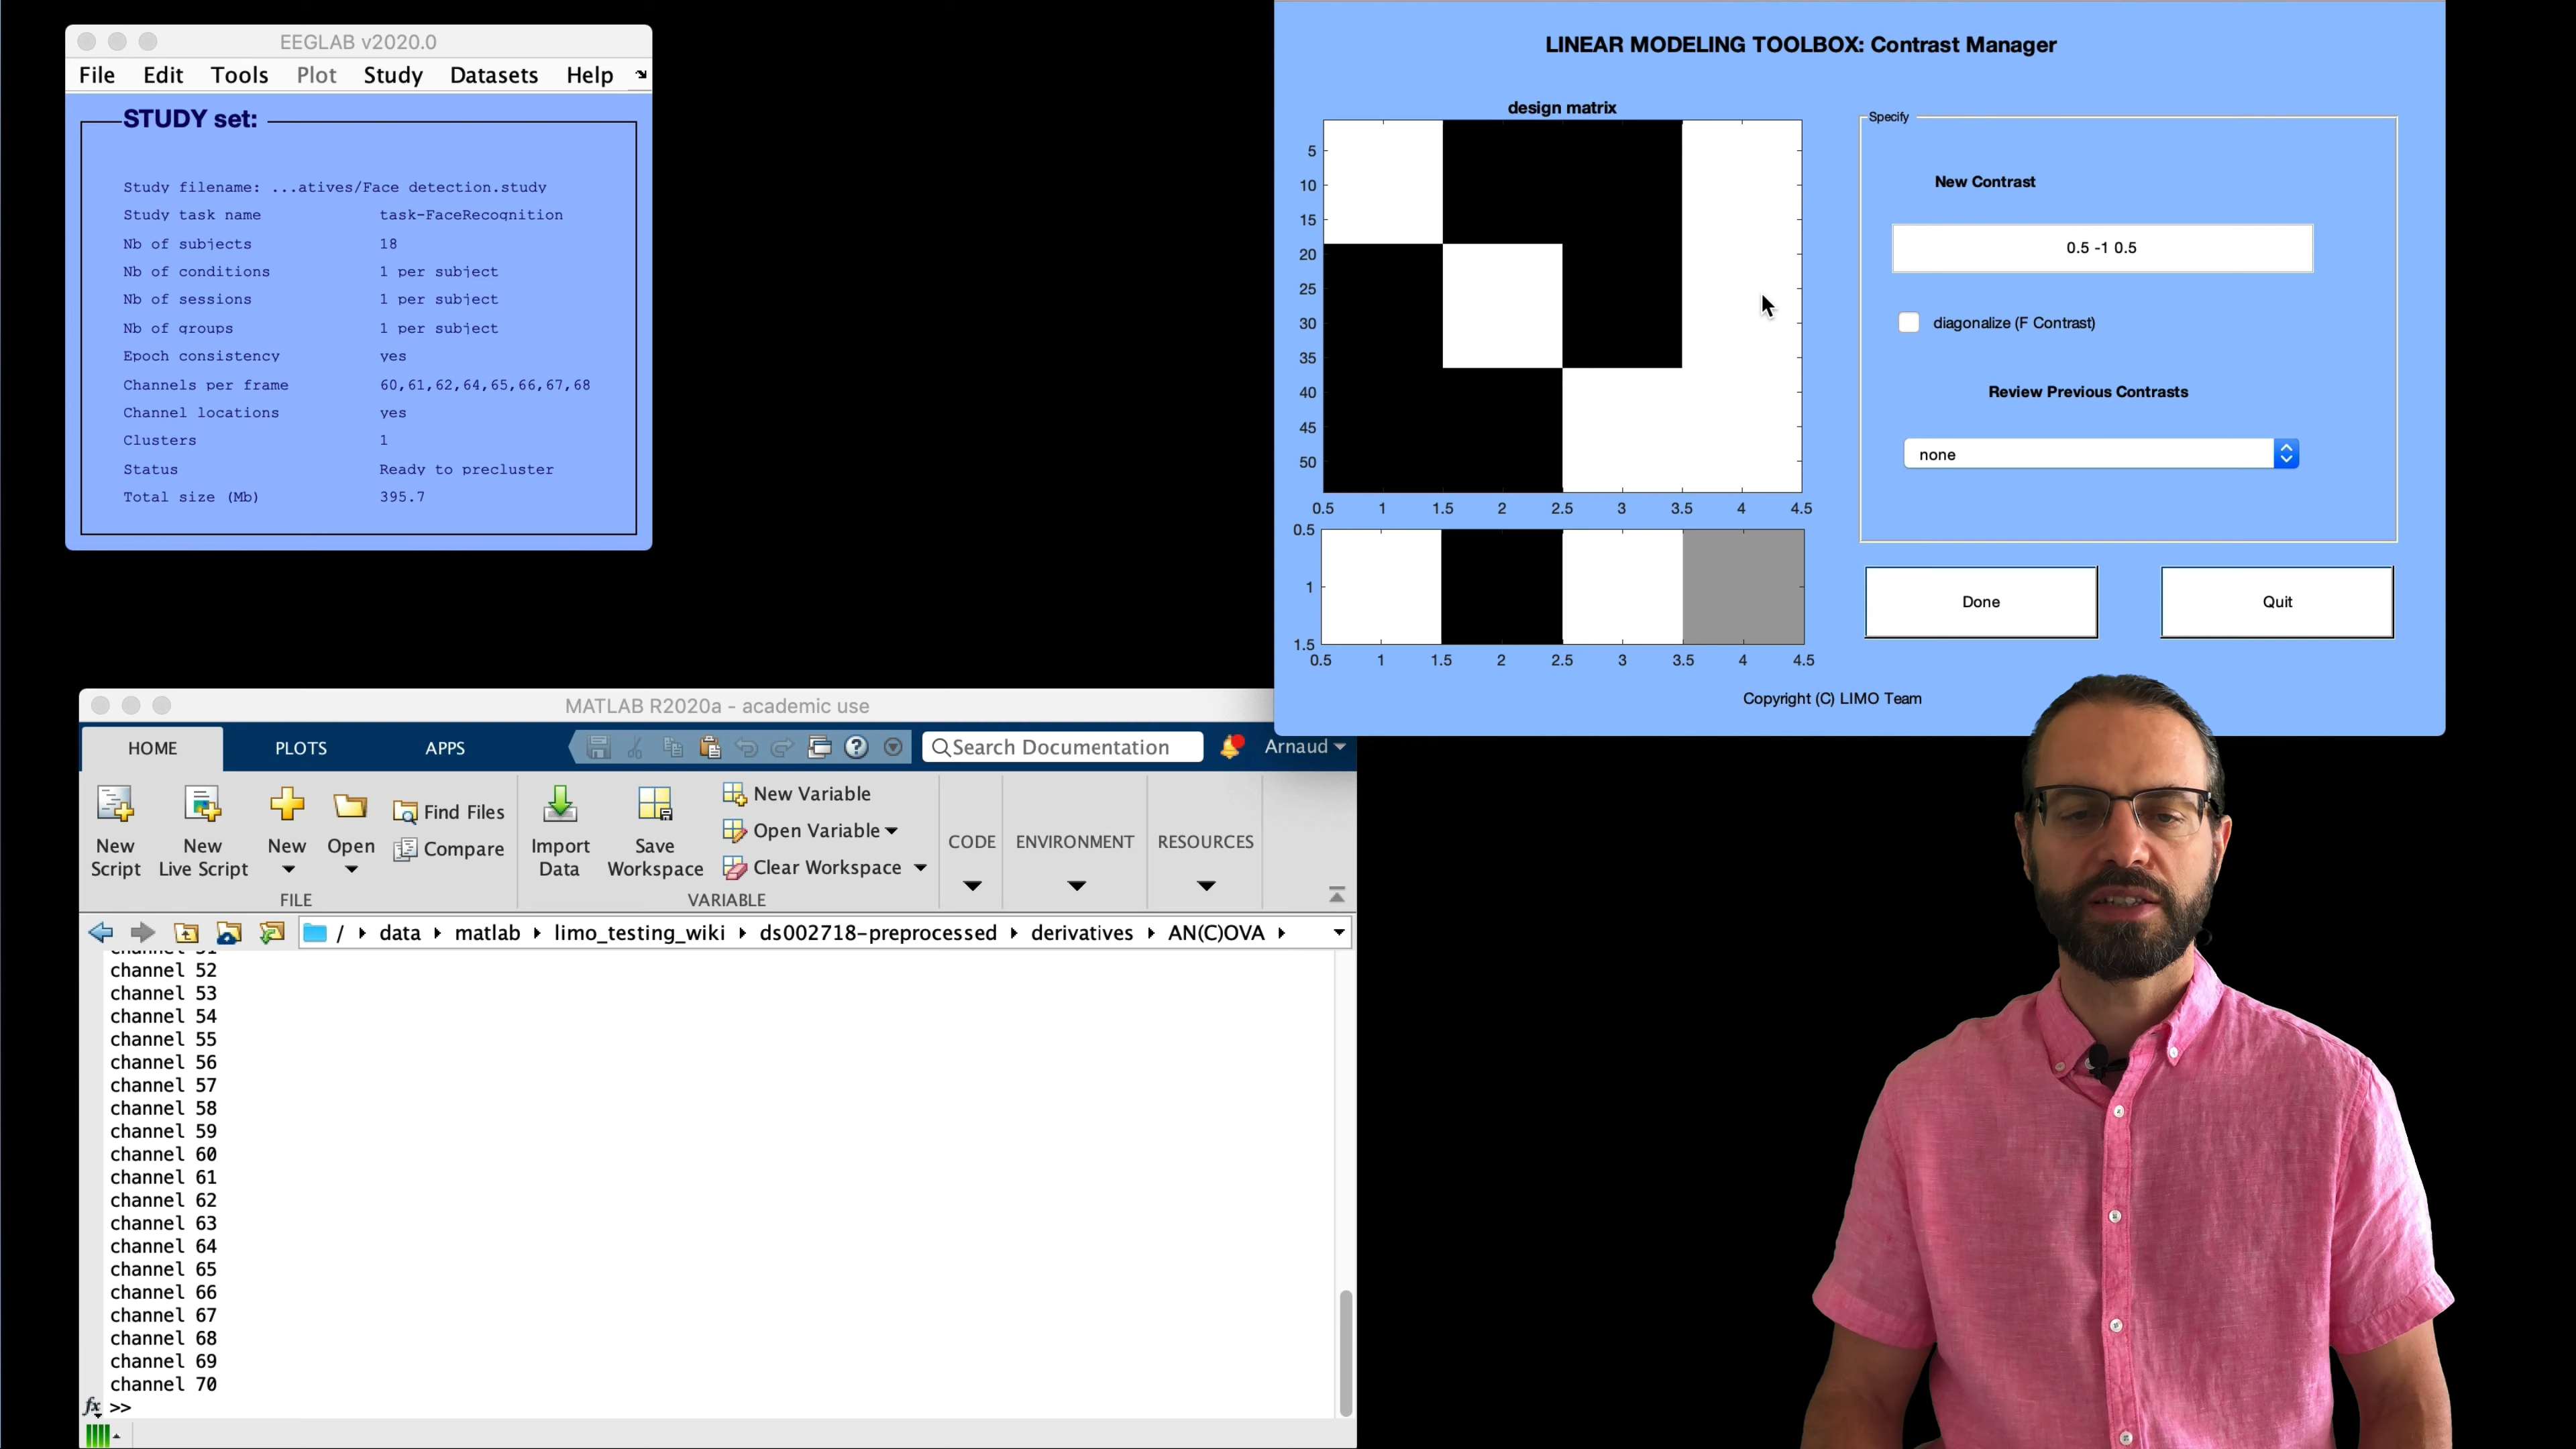 EEGLAB v2020.0
File Edit Tools Plot Study Datasets Help
STUDY set:
Study filename: ...atives/Face detection.study
Study task name task-FaceRecognition
Nb of subjects 18
Nb of conditions 1 per subject
Nb of sessions 1 per subject
Nb of groups 1 per subject
Epoch consistency yes
Channels per frame 60,61,62,64,65,66,67,68
Channel locations yes
Clusters 1
Status Ready to precluster
Total size (Mb) 395.7
LINEAR MODELING TOOLBOX: Contrast Manager
design matrix
5
10
15
20
25
30
35
40
45
50
0.5 1 1.5 2 2.5 3 3.5 4 4.5
0.5
1
1.5
0.5 1 1.5 2 2.5 3 3.5 4 4.5
Specify
New Contrast
0.5 -1 0.5
diagonalize (F Contrast)
Review Previous Contrasts
none
Done Quit
Copyright (C) LIMO Team
MATLAB R2020a - academic use
HOME PLOTS APPS Search Documentation Arnaud
New Script
New Live Script
New
Open
Find Files
Compare
FILE
Import Data
Save Workspace
New Variable
Open Variable
Clear Workspace
VARIABLE
CODE
ENVIRONMENT
RESOURCES
/ data matlab limo_testing_wiki ds002718-preprocessed derivatives AN(C)OVA
channel 52
channel 53
channel 54
channel 55
channel 56
channel 57
channel 58
channel 59
channel 60
channel 61
channel 62
channel 63
channel 64
channel 65
channel 66
channel 67
channel 68
channel 69
channel 70
fx >>